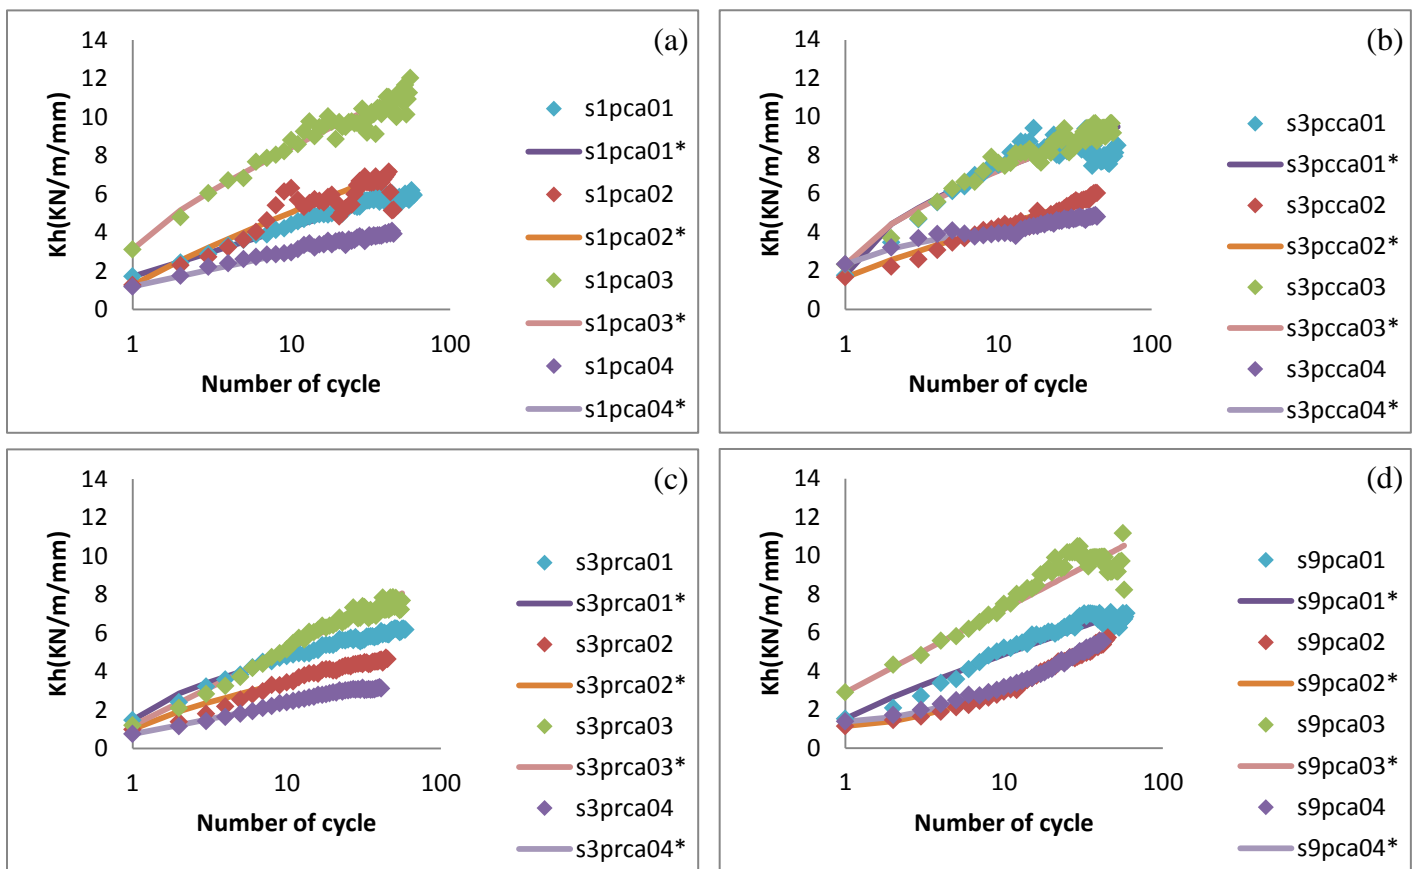 (a)
Kh(KN/m/mm)
14
12
10
8
6
4
2
0
1 10 100
Number of cycle
s1pca01
s1pca01*
s1pca02
s1pca02*
s1pca03
s1pca03*
s1pca04
s1pca04*
(b)
Kh(KN/m/mm)
14
12
10
8
6
4
2
0
1 10 100
Number of cycle
s3pcca01
s3pcca01*
s3pcca02
s3pcca02*
s3pcca03
s3pcca03*
s3pcca04
s3pcca04*
(c)
Kh(KN/m/mm)
14
12
10
8
6
4
2
0
1 10 100
Number of cycle
s3prca01
s3prca01*
s3prca02
s3prca02*
s3prca03
s3prca03*
s3prca04
s3prca04*
(d)
Kh(KN/m/mm)
14
12
10
8
6
4
2
0
1 10 100
Number of cycle
s9pca01
s9pca01*
s9pca02
s9pca02*
s9pca03
s9pca03*
s9pca04
s9pca04*